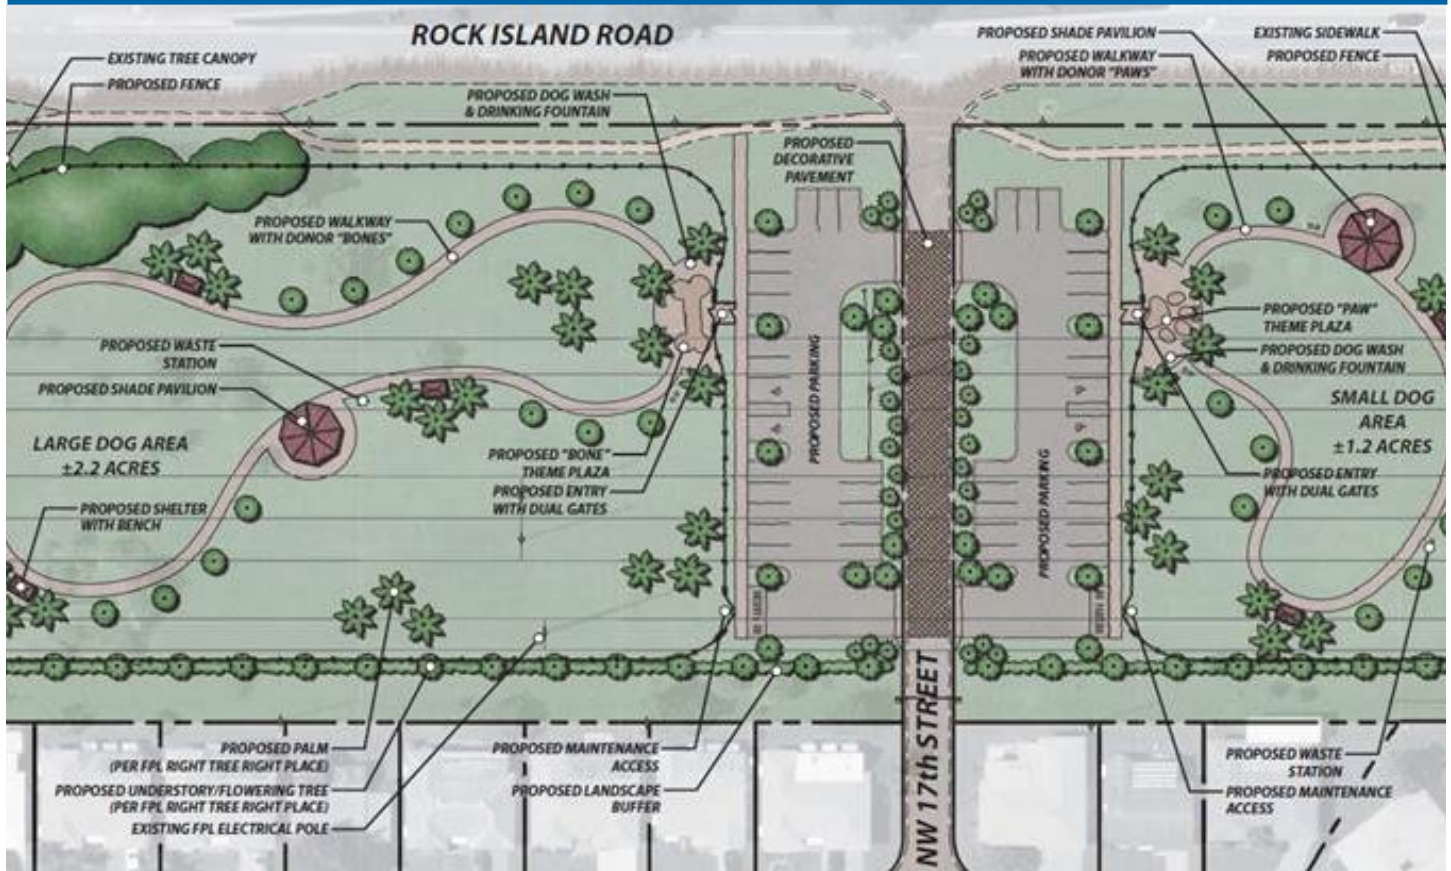 ROCK ISLAND ROAD
EXISTING TREE CANOPY
PROPOSED FENCE
PROPOSED DOG WASH
& DRINKING FOUNTAIN
PROPOSED SHADE PAVILION
PROPOSED WALKWAY
WITH DONOR "PAWS"
EXISTING SIDEWALK
PROPOSED FENCE
PROPOSED
DECORATIVE
PAVEMENT
PROPOSED WALKWAY
WITH DONOR "BONES"
PROPOSED WASTE
STATION
PROPOSED SHADE PAVILION
LARGE DOG AREA
±2.2 ACRES
PROPOSED SHELTER
WITH BENCH
PROPOSED "BONE"
THEME PLAZA
PROPOSED ENTRY
WITH DUAL GATES
PROPOSED PARKING
PROPOSED PARKING
PROPOSED "PAW"
THEME PLAZA
PROPOSED DOG WASH
& DRINKING FOUNTAIN
SMALL DOG
AREA
±1.2 ACRES
PROPOSED ENTRY
WITH DUAL GATES
PROPOSED PALM
(PER FPL RIGHT TREE RIGHT PLACE)
PROPOSED UNDERSTORY/FLOWERING TREE
(PER FPL RIGHT TREE RIGHT PLACE)
EXISTING FPL ELECTRICAL POLE
PROPOSED MAINTENANCE
ACCESS
PROPOSED LANDSCAPE
BUFFER
NW 17th STREET
PROPOSED WASTE
STATION
PROPOSED MAINTENANCE
ACCESS